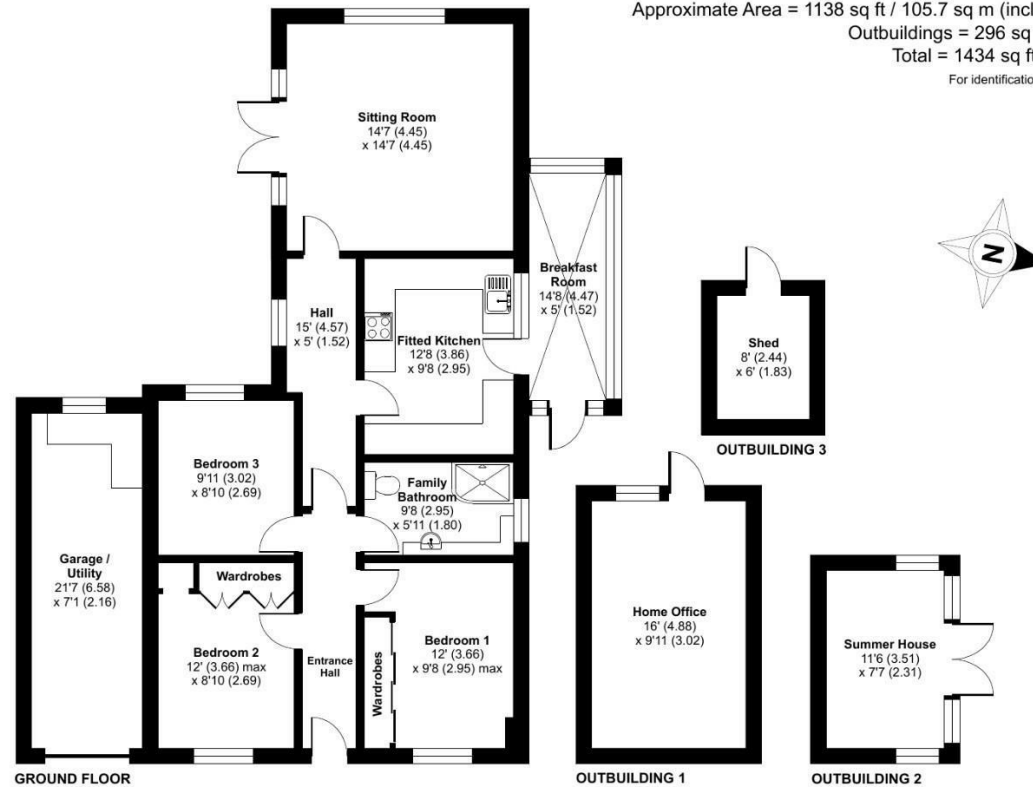 Approximate Area = 1138 sq ft / 105.7 sq m (incl
Outbuildings = 296 sq
Total = 1434 sq ft
For identificatio
Sitting Room
14'7 (4.45)
x 14'7 (4.45)
Breakfast
Room
14'8 (4.47)
x 5' (1.52)
N
Hall
15' (4.57)
x 5' (1.52)
Fitted Kitchen
12'8 (3.86)
x 9'8 (2.95)
Shed
8' (2.44)
x 6' (1.83)
OUTBUILDING 3
Bedroom 3
9'11 (3.02)
x 8'10 (2.69)
Family
Bathroom
9'8 (2.95)
x 5'11 (1.80)
Garage /
Utility
21'7 (6.58)
x 7'1 (2.16)
Wardrobes
Bedroom 2
12' (3.66) max
x 8'10 (2.69)
Entrance
Hall
Wardrobes
Bedroom 1
12' (3.66)
x 9'8 (2.95) max
Home Office
16' (4.88)
x 9'11 (3.02)
Summer House
11'6 (3.51)
x 7'7 (2.31)
GROUND FLOOR
OUTBUILDING 1
OUTBUILDING 2